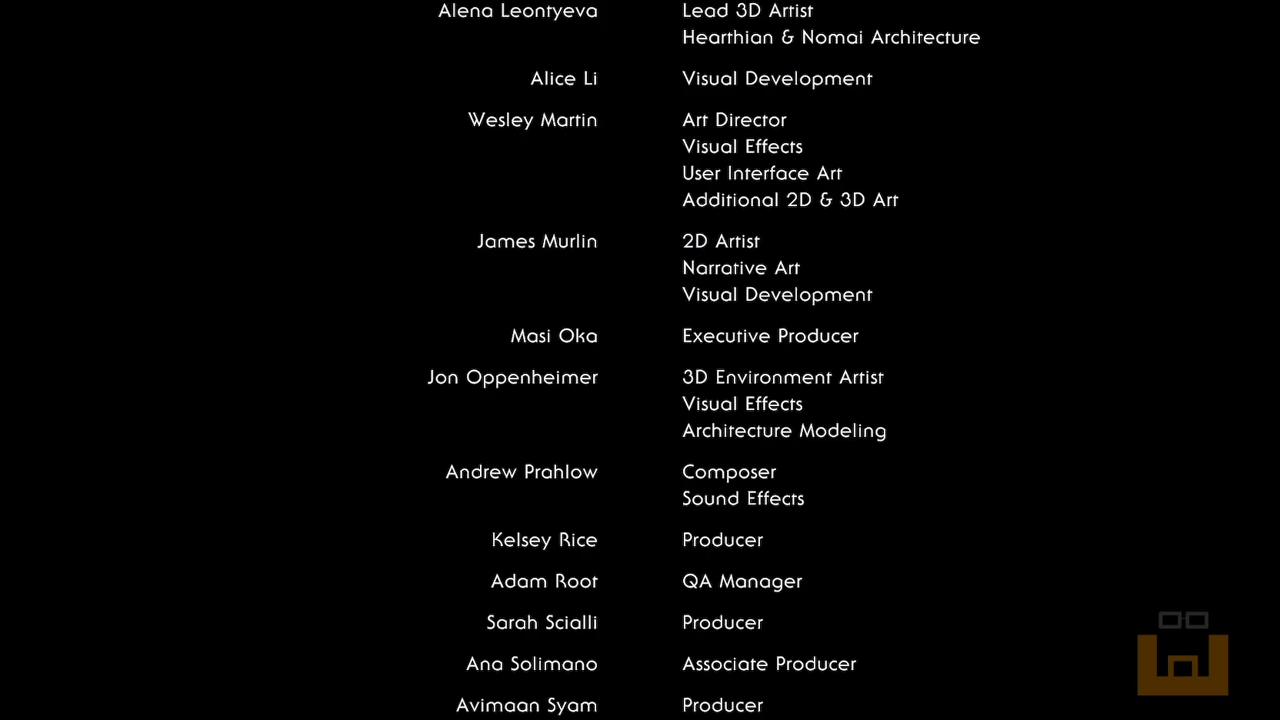 Alena Leontyeva Lead 3D Artist
Hearthian & Nomai Architecture
Alice Li Visual Development
Wesley Martin Art Director
Visual Effects
User Interface Art
Additional 2D & 3D Art
James Murlin 2D Artist
Narrative Art
Visual Development
Masi Oka Executive Producer
Jon Oppenheimer 3D Environment Artist
Visual Effects
Architecture Modeling
Andrew Prahlow Composer
Sound Effects
Kelsey Rice Producer
Adam Root QA Manager
Sarah Scialli Producer
Ana Solimano Associate Producer
Avimaan Syam Producer